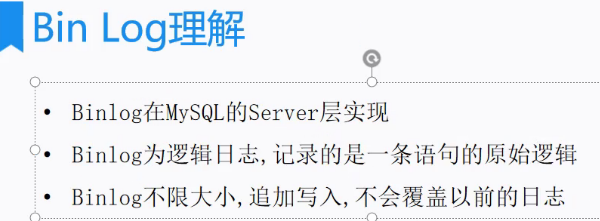 Bin Log理解
• Binlog在MySQL的Server层实现
• Binlog为逻辑日志,记录的是一条语句的原始逻辑
• Binlog不限大小,追加写入,不会覆盖以前的日志